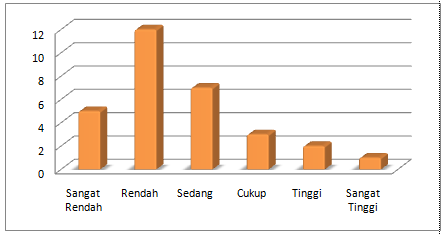 12
10
8
6
4
2
0
Sangat Rendah
Rendah
Sedang
Cukup
Tinggi
Sangat Tinggi